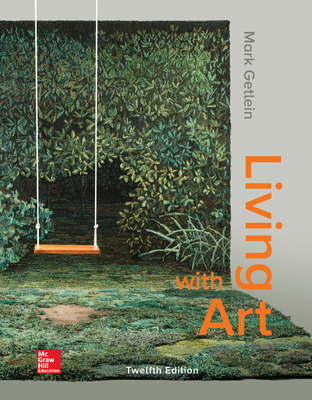 Mark Getlein
Living
with
Art
Mc
Graw
Hill
Education
Twelfth Edition